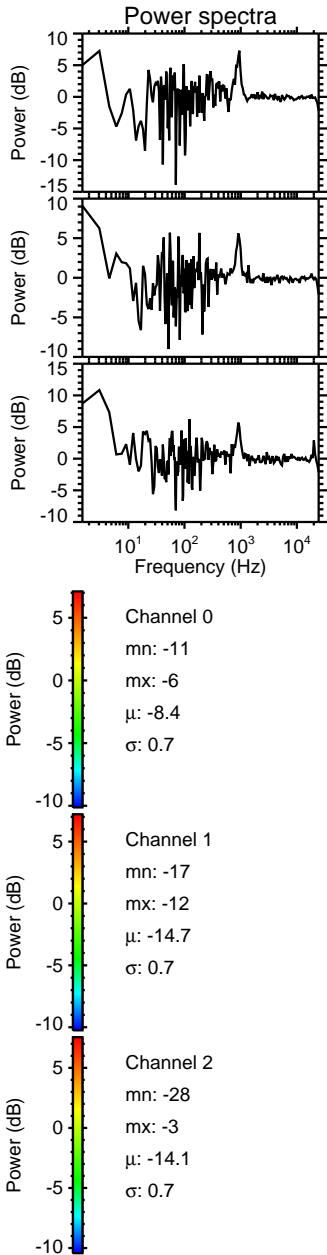 Power spectra
10
5
0
-5
-10
15
Power (dB)
10
5
0
-5
-10
Power (dB)
15
10
5
0
-5
10
Power (dB)
10¹ 10² 10³ 10⁴
Frequency (Hz)
5
0
-5
-10
Power (dB)
Channel 0
mn: -11
mx: -6
μ: -8.4
σ: 0.7
5
0
-5
-10
Power (dB)
Channel 1
mn: -17
mx: -12
μ: -14.7
σ: 0.7
5
0
-5
-10
Power (dB)
Channel 2
mn: -28
mx: -3
μ: -14.1
σ: 0.7